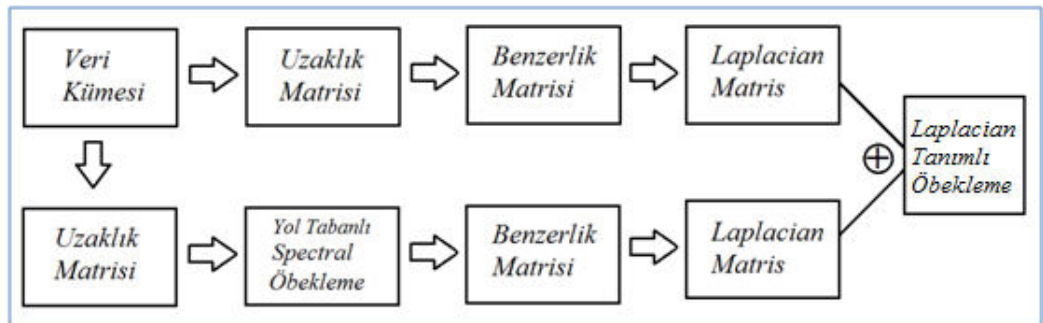 Veri
Kümesi
Uzaklık
Matrisi
Benzerlik
Matrisi
Laplacian
Matris
Laplacian
Tanımlı
Öbekleme
Uzaklık
Matrisi
Yol Tabanlı
Spectral
Öbekleme
Benzerlik
Matrisi
Laplacian
Matris